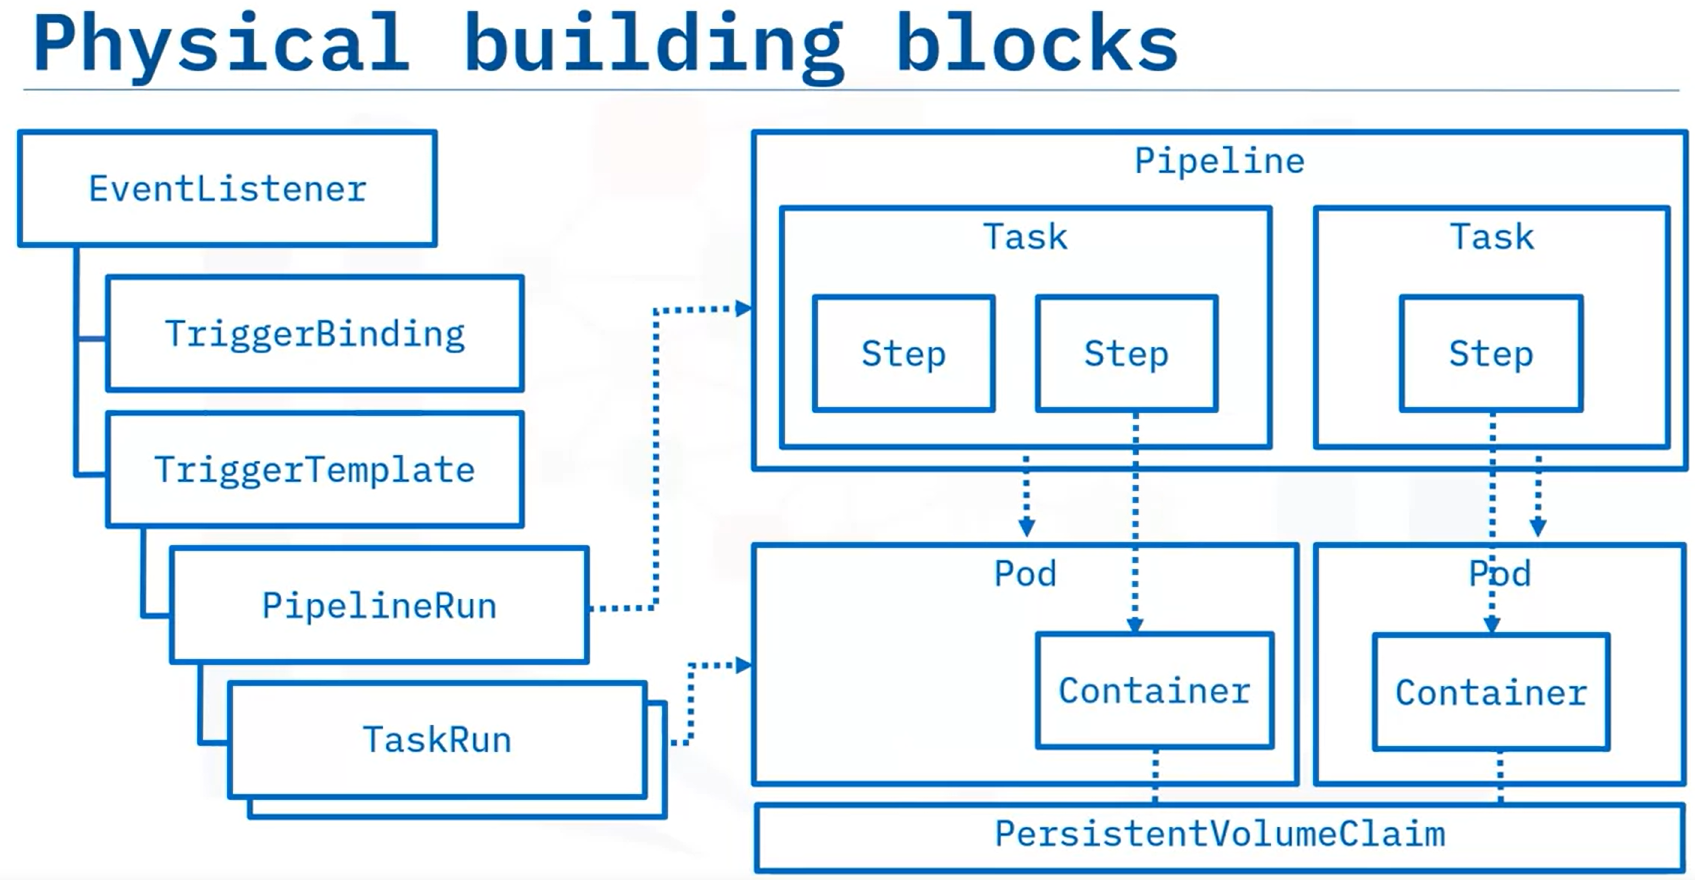 Physical building blocks
EventListener
TriggerBinding
TriggerTemplate
PipelineRun
TaskRun
Pipeline
Task
Task
Step
Step
Step
Pod
Pod
Container
Container
PersistentVolumeClaim